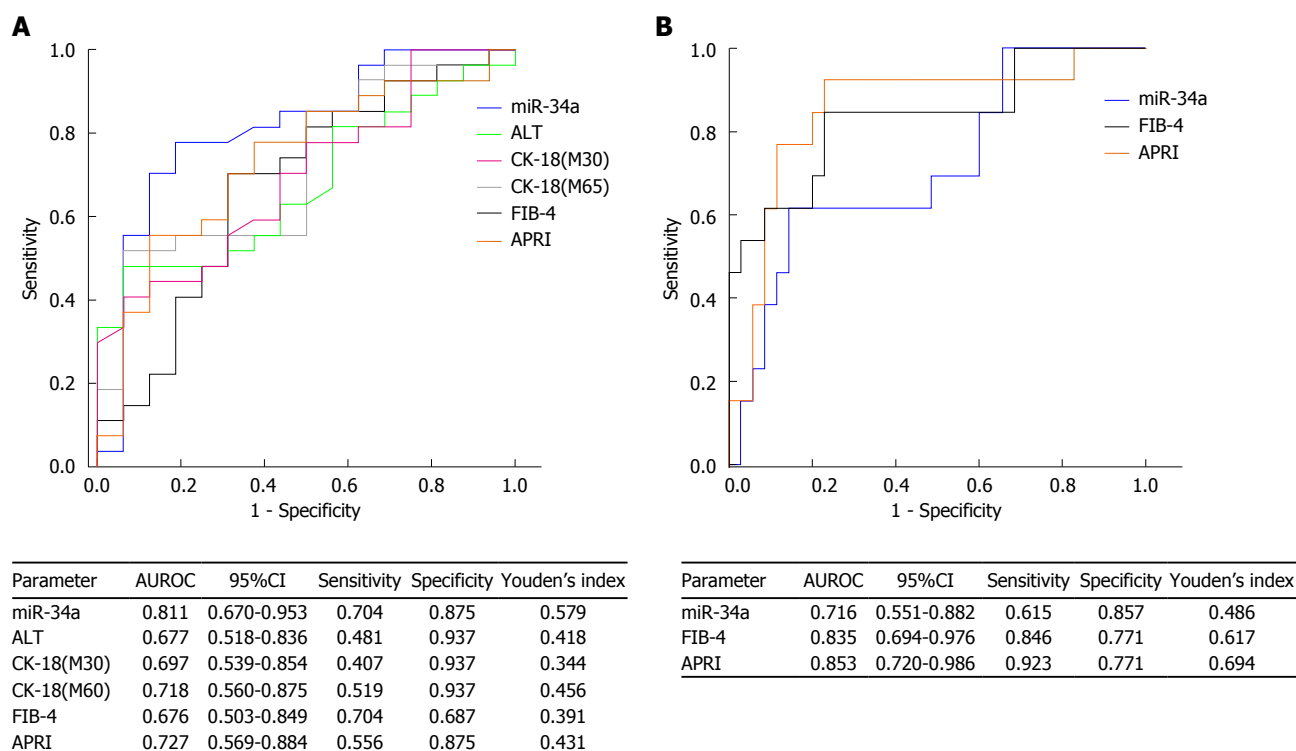 A
1.0
0.8
0.6
0.4
0.2
0.0
Sensitivity
miR-34a
ALT
CK-18(M30)
CK-18(M65)
FIB-4
APRI
0.0 0.2 0.4 0.6 0.8 1.0
1 - Specificity
Parameter AUROC 95%CI Sensitivity Specificity Youden's index
miR-34a 0.811 0.670-0.953 0.704 0.875 0.579
ALT 0.677 0.518-0.836 0.481 0.937 0.418
CK-18(M30) 0.697 0.539-0.854 0.407 0.937 0.344
CK-18(M60) 0.718 0.560-0.875 0.519 0.937 0.456
FIB-4 0.676 0.503-0.849 0.704 0.687 0.391
APRI 0.727 0.569-0.884 0.556 0.875 0.431
B
1.0
0.8
0.6
0.4
0.2
0.0
Sensitivity
miR-34a
FIB-4
APRI
0.0 0.2 0.4 0.6 0.8 1.0
1 - Specificity
Parameter AUROC 95%CI Sensitivity Specificity Youden's index
miR-34a 0.716 0.551-0.882 0.615 0.857 0.486
FIB-4 0.835 0.694-0.976 0.846 0.771 0.617
APRI 0.853 0.720-0.986 0.923 0.771 0.694